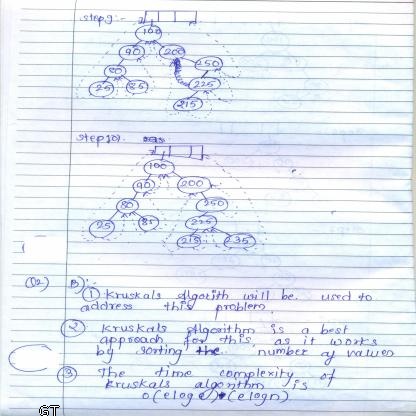 step 9:-
100
90 200
80 250
25 85 225
215
step 10:
100
90 200
80 250
25 85 225
215 235
Q2) B):-
① Kruskals algorith will be used to
address this problem.
② Kruskals Algorithm is a best
approach for this, as it works
by sorting the number of values
③ The time complexity of
kruskals algorithm is
O(eloge) (elogn)
GT